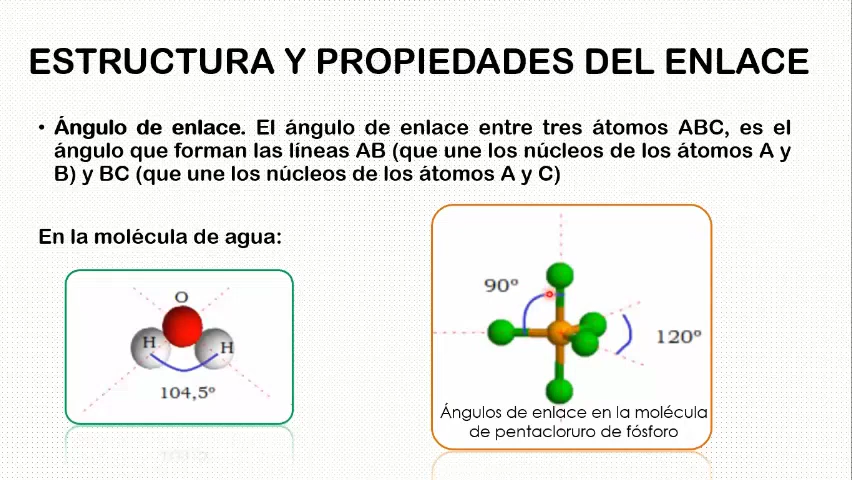 ESTRUCTURA Y PROPIEDADES DEL ENLACE
• Ángulo de enlace. El ángulo de enlace entre tres átomos ABC, es el
ángulo que forman las líneas AB (que une los núcleos de los átomos A y
B) y BC (que une los núcleos de los átomos A y C)
En la molécula de agua:
O
H
H
104,5º
90º
120º
Ángulos de enlace en la molécula
de pentacloruro de fósforo